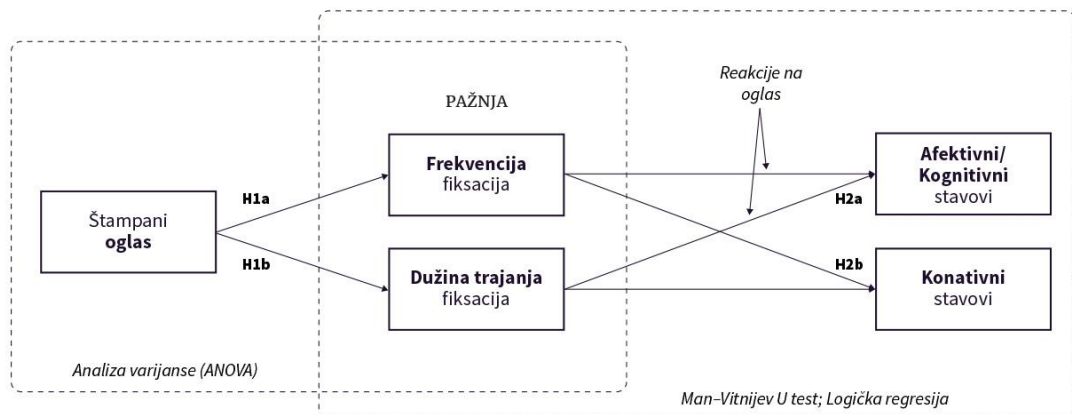 Reakcije na
oglas
PAŽNJA
Frekvencija
fiksacija
Afektivni/
Kognitivni
stavovi
Štampani
oglas
H1a
H1b
H2a
H2b
Dužina trajanja
fiksacija
Konativni
stavovi
Analiza varijanse (ANOVA)
Man–Vitnijev U test; Logička regresija